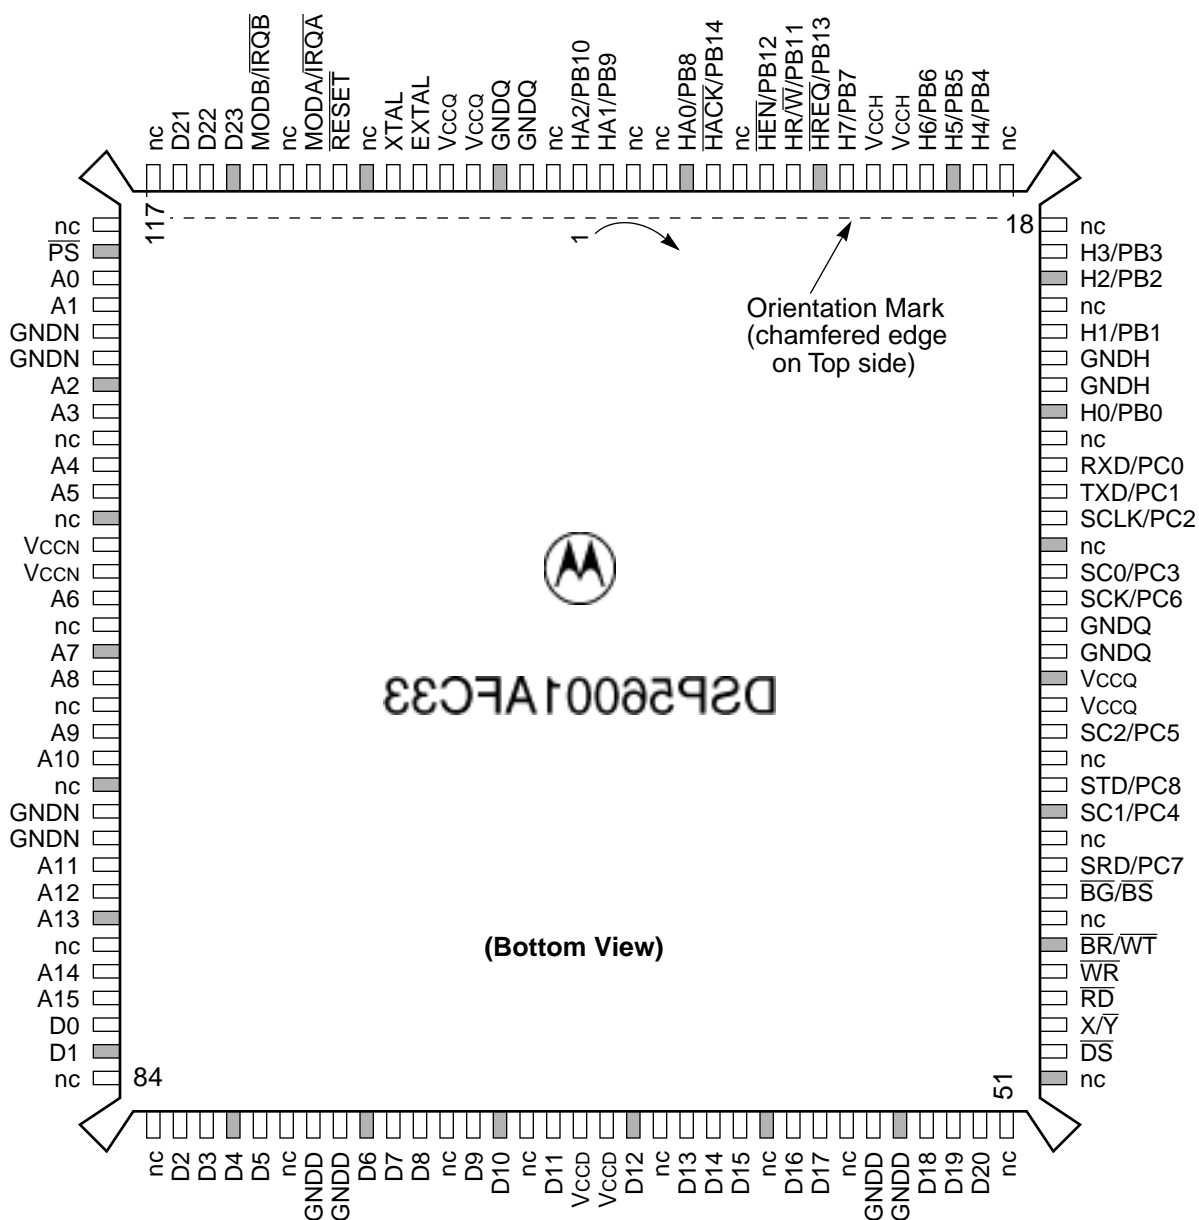 nc
D21
D22
D23
MODB/IRQB
nc
MODA/IRQA
RESET
nc
XTAL
EXTAL
VCCQ
VCCQ
GNDQ
GNDQ
nc
HA2/PB10
HA1/PB9
nc
nc
HA0/PB8
HACK/PB14
nc
HEN/PB12
HR/W/PB11
HREQ/PB13
H7/PB7
VCCH
VCCH
H6/PB6
H5/PB5
H4/PB4
nc
nc
PS
A0
A1
GNDN
GNDN
A2
A3
nc
A4
A5
nc
VCCN
VCCN
A6
nc
A7
A8
nc
A9
A10
nc
GNDN
GNDN
A11
A12
A13
nc
A14
A15
D0
D1
nc
117
1
18
Orientation Mark
(chamfered edge
on Top side)
DSP56001AFC33
(Bottom View)
84
51
nc
H3/PB3
H2/PB2
nc
H1/PB1
GNDH
GNDH
H0/PB0
nc
RXD/PC0
TXD/PC1
SCLK/PC2
nc
SC0/PC3
SCK/PC6
GNDQ
GNDQ
VCCQ
VCCQ
SC2/PC5
nc
STD/PC8
SC1/PC4
nc
SRD/PC7
BG/BS
nc
BR/WT
WR
RD
X/Y
DS
nc
nc
D2
D3
D4
D5
nc
GNDD
GNDD
D6
D7
D8
nc
D9
D10
nc
D11
VCCD
VCCD
D12
nc
D13
D14
D15
nc
D16
D17
nc
GNDD
GNDD
D18
D19
D20
nc